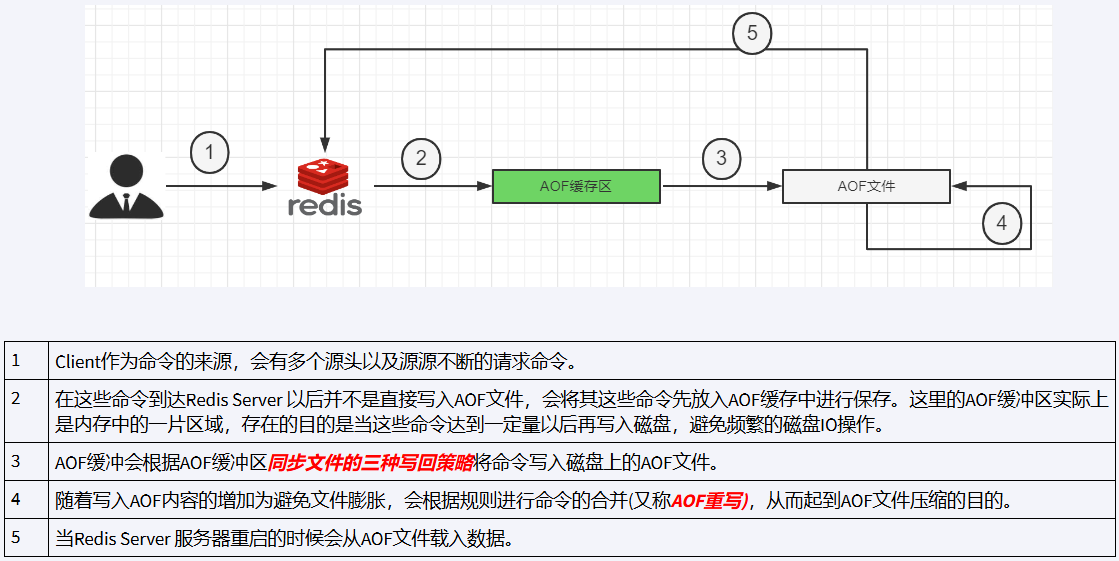 5
1
2
3
redis
AOF缓存区
AOF文件
4
1 Client作为命令的来源，会有多个源头以及源源不断的请求命令。
2 在这些命令到达Redis Server 以后并不是直接写入AOF文件，会将其这些命令先放入AOF缓存中进行保存。这里的AOF缓冲区实际上
是内存中的一片区域，存在的目的是当这些命令达到一定量以后再写入磁盘，避免频繁的磁盘IO操作。
3 AOF缓冲会根据AOF缓冲区同步文件的三种写回策略将命令写入磁盘上的AOF文件。
4 随着写入AOF内容的增加为避免文件膨胀，会根据规则进行命令的合并(又称AOF重写)，从而起到AOF文件压缩的目的。
5 当Redis Server 服务器重启的时候会从AOF文件载入数据。